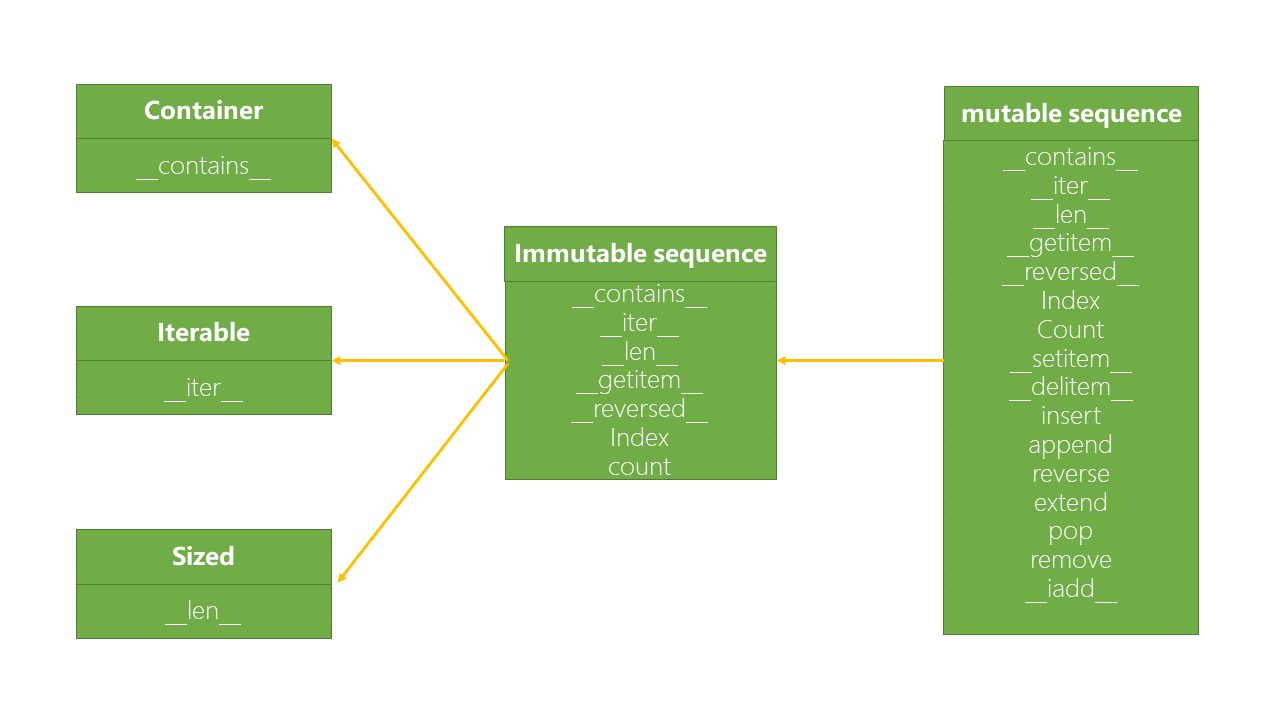 Container
__contains__
Iterable
__iter__
Sized
__len__
Immutable sequence
__contains__
__iter__
__len__
__getitem__
__reversed__
Index
count
mutable sequence
__contains__
__iter__
__len__
__getitem__
__reversed__
Index
Count
__setitem__
__delitem__
insert
append
reverse
extend
pop
remove
__iadd__